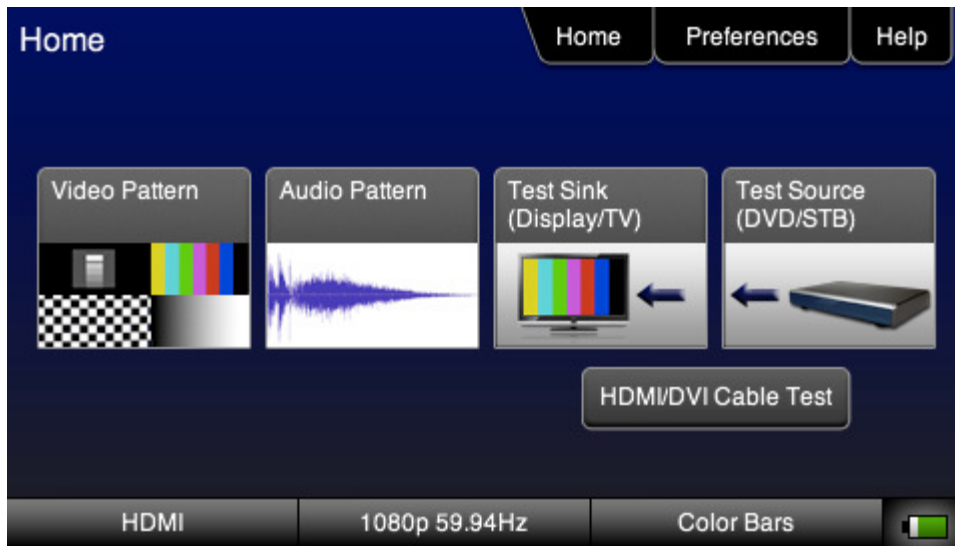 Home
Home
Preferences
Help
Video Pattern
Audio Pattern
Test Sink
(Display/TV)
Test Source
(DVD/STB)
HDMI/DVI Cable Test
HDMI
1080p 59.94Hz
Color Bars